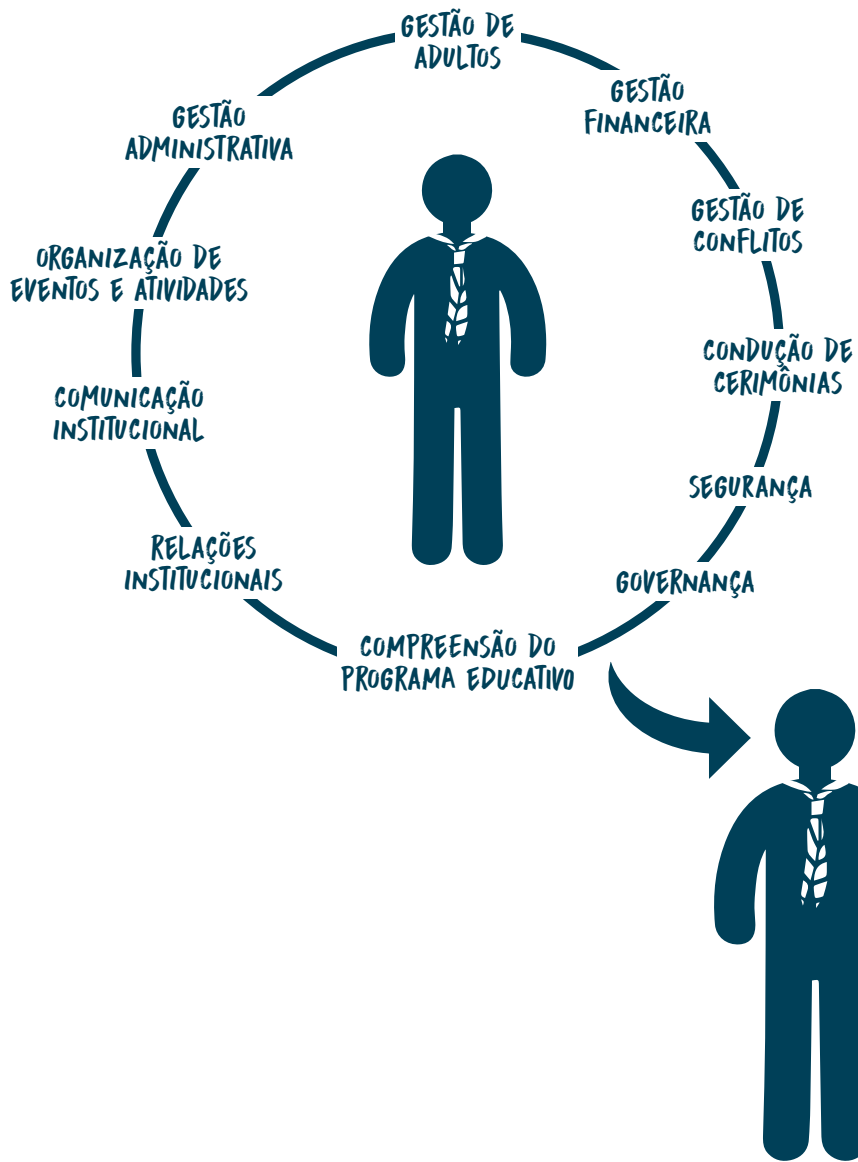 GESTÃO DE
ADULTOS
GESTÃO
FINANCEIRA
GESTÃO DE
CONFLITOS
CONDUÇÃO DE
CERIMÔNIAS
SEGURANÇA
GOVERNANÇA
COMPREENSÃO DO
PROGRAMA EDUCATIVO
RELAÇÕES
INSTITUCIONAIS
COMUNICAÇÃO
INSTITUCIONAL
ORGANIZAÇÃO DE
EVENTOS E ATIVIDADES
GESTÃO
ADMINISTRATIVA